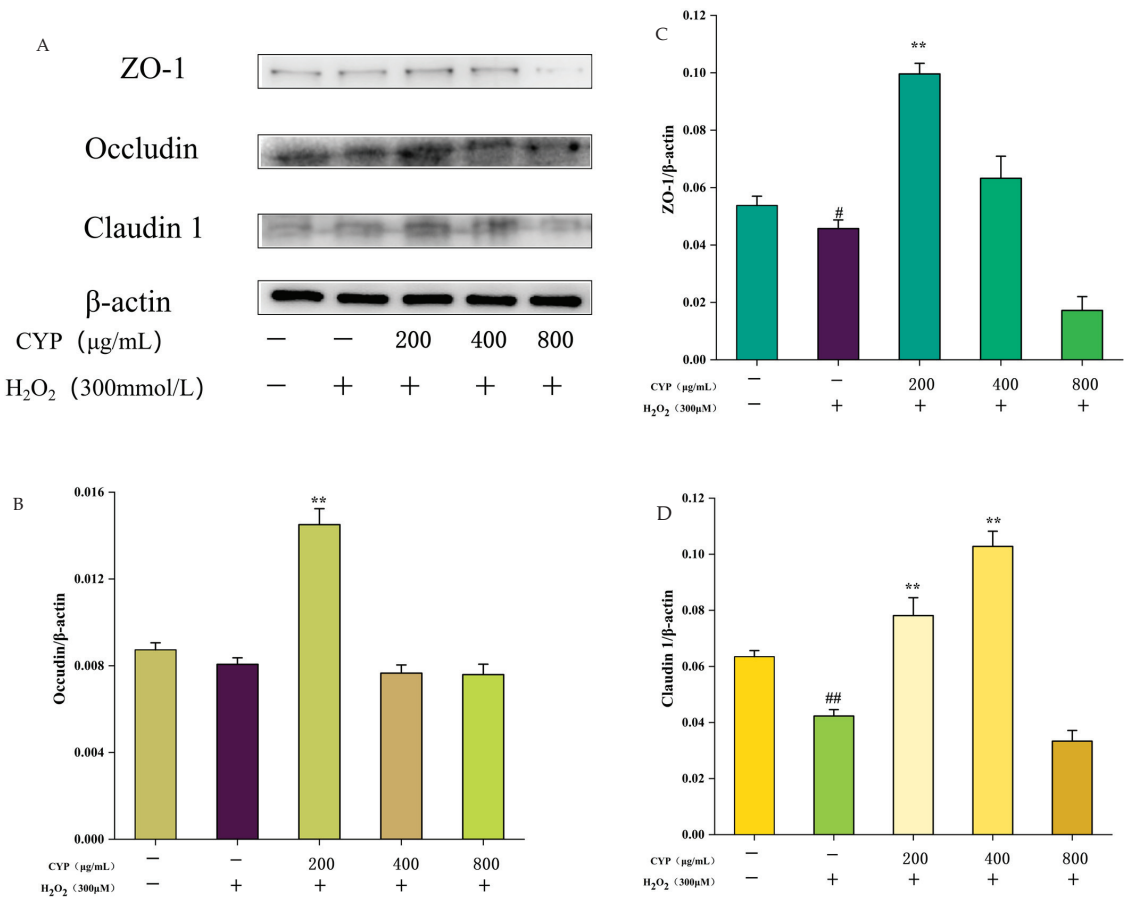 A
ZO-1
Occludin
Claudin 1
β-actin
CYP (μg/mL) — — 200 400 800
H₂O₂ (300mmol/L) — + + + +
C
ZO-1/β-actin
0.12
0.10
0.08
0.06
0.04
0.02
0.00
#
**
CYP (μg/mL) — — 200 400 800
H₂O₂ (300μM) — + + + +
B
Occudin/β-actin
0.016
0.012
0.008
0.004
0.000
**
CYP (μg/mL) — — 200 400 800
H₂O₂ (300μM) — + + + +
D
Claudin 1/β-actin
0.12
0.10
0.08
0.06
0.04
0.02
0.00
##
**
**
CYP (μg/mL) — — 200 400 800
H₂O₂ (300μM) — + + + +